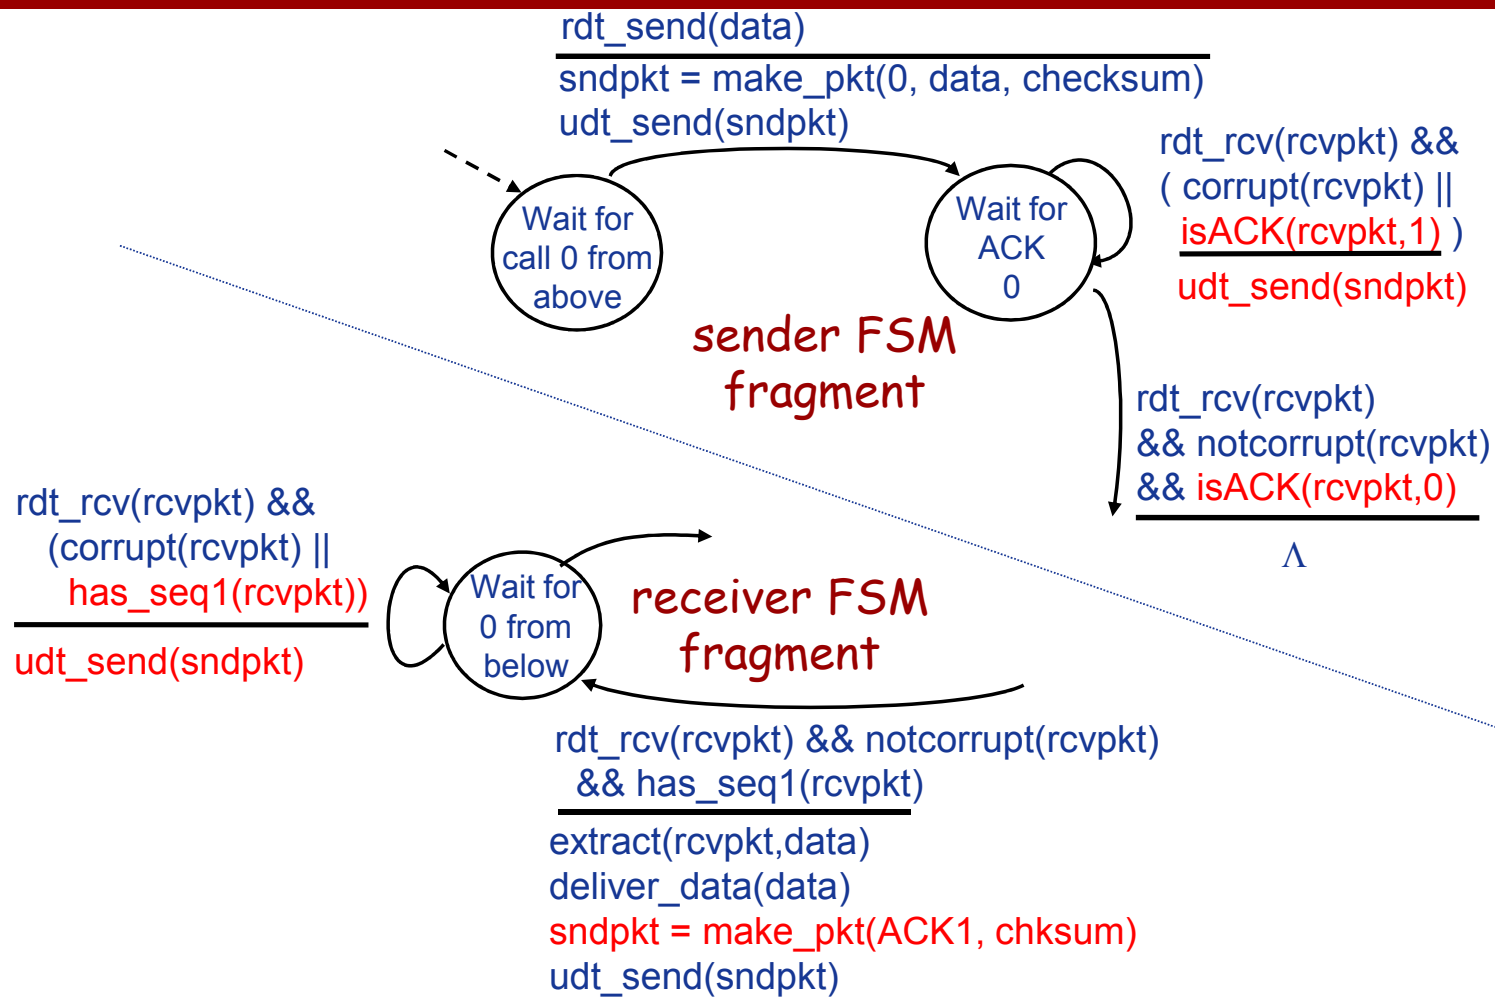 rdt_send(data)
sndpkt = make_pkt(0, data, checksum)
udt_send(sndpkt)
Wait for
call 0 from
above
Wait for
ACK
0
rdt_rcv(rcvpkt) &&
( corrupt(rcvpkt) ||
isACK(rcvpkt,1) )
udt_send(sndpkt)
sender FSM
fragment
rdt_rcv(rcvpkt)
&& notcorrupt(rcvpkt)
&& isACK(rcvpkt,0)
Λ
rdt_rcv(rcvpkt) &&
(corrupt(rcvpkt) ||
has_seq1(rcvpkt))
udt_send(sndpkt)
Wait for
0 from
below
receiver FSM
fragment
rdt_rcv(rcvpkt) && notcorrupt(rcvpkt)
&& has_seq1(rcvpkt)
extract(rcvpkt,data)
deliver_data(data)
sndpkt = make_pkt(ACK1, chksum)
udt_send(sndpkt)